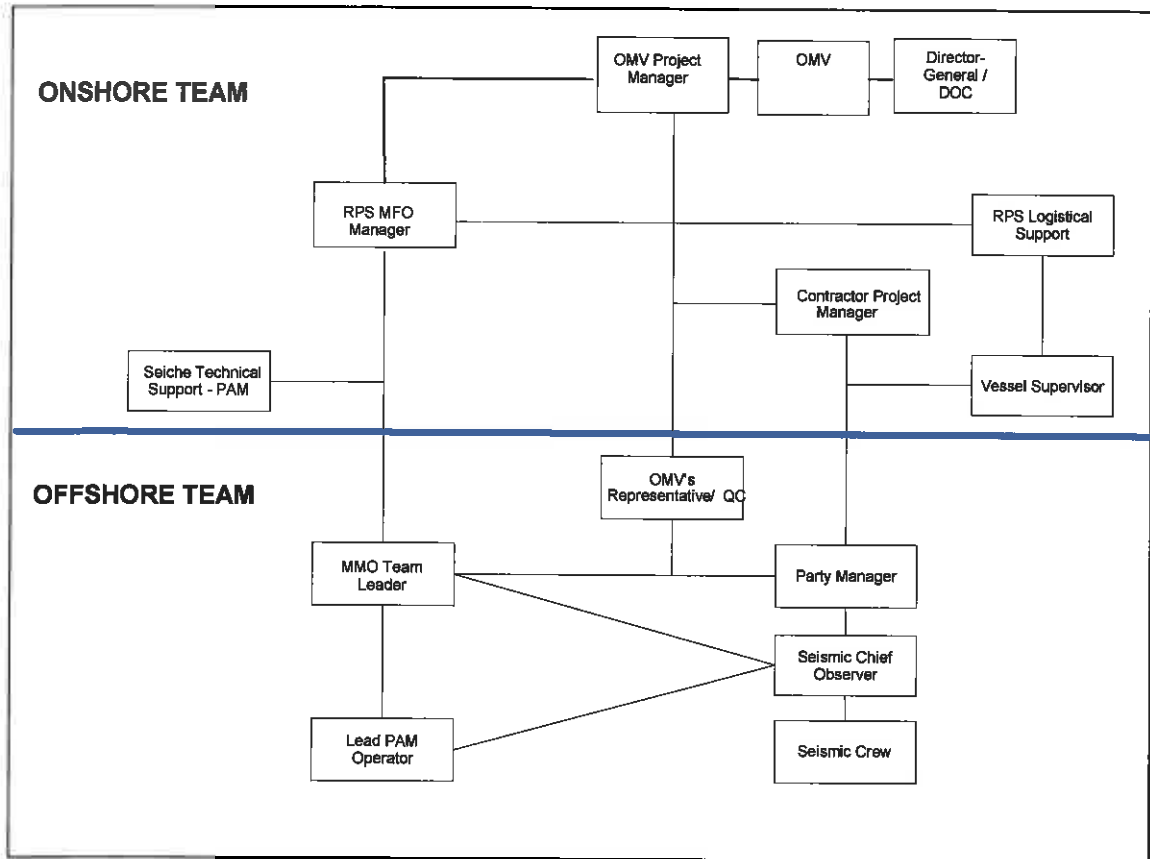 ONSHORE TEAM
OMV Project
Manager
OMV
Director-
General /
DOC
RPS MFO
Manager
RPS Logistical
Support
Contractor Project
Manager
Seiche Technical
Support - PAM
Vessel Supervisor
OFFSHORE TEAM
OMV's
Representative/ QC
MMO Team
Leader
Party Manager
Seismic Chief
Observer
Lead PAM
Operator
Seismic Crew